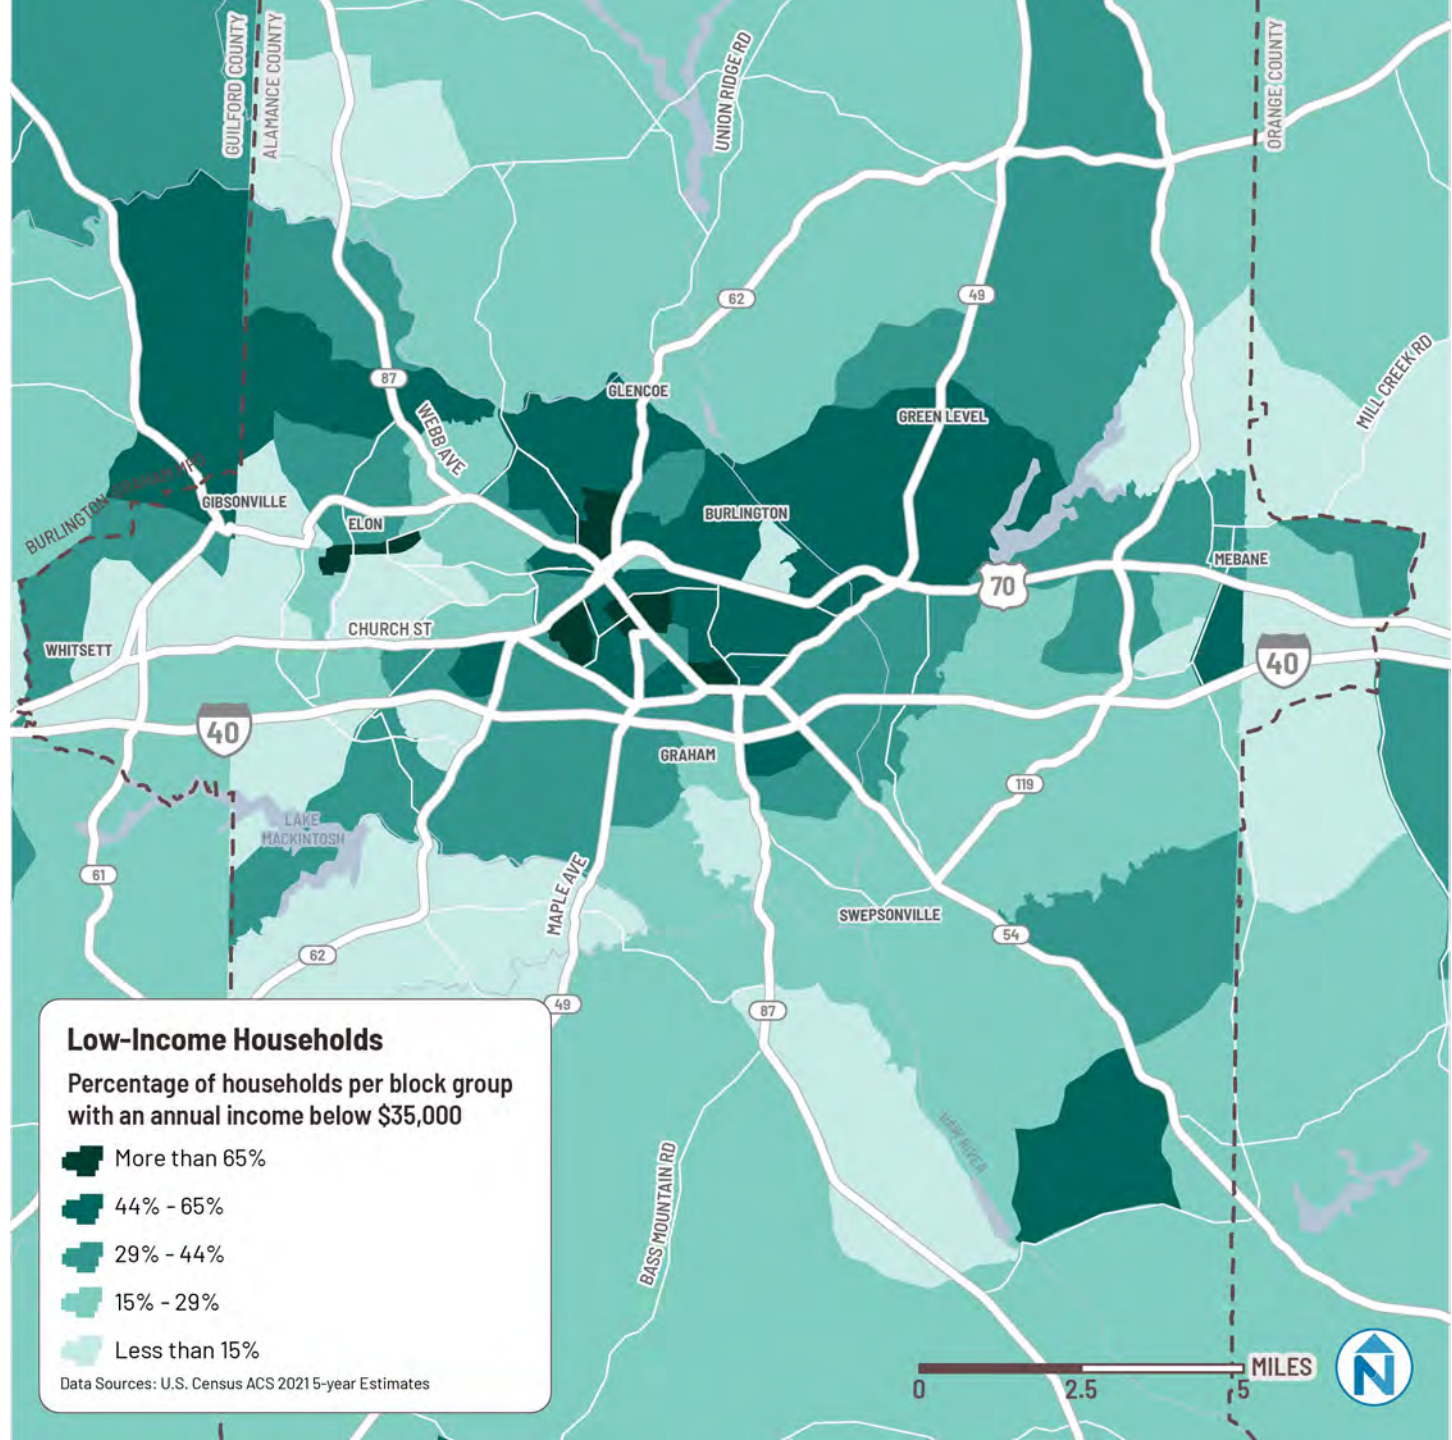 GUILFORD COUNTY
ALAMANCE COUNTY
UNION RIDGE RD
ORANGE COUNTY
62
49
MILL CREEK RD
87
GLENCOE
GREEN LEVEL
WEBB AVE
BURLINGTON-GRAHAM MPO
GIBSONVILLE
ELON
BURLINGTON
MEBANE
70
CHURCH ST
WHITSETT
40
40
GRAHAM
119
LAKE
MACKINTOSH
61
MAPLE AVE
SWEPSONVILLE
54
62
49
87
HAW RIVER
BASS MOUNTAIN RD
Low-Income Households
Percentage of households per block group
with an annual income below $35,000
More than 65%
44% - 65%
29% - 44%
15% - 29%
Less than 15%
Data Sources: U.S. Census ACS 2021 5-year Estimates
MILES
0 2.5 5
N